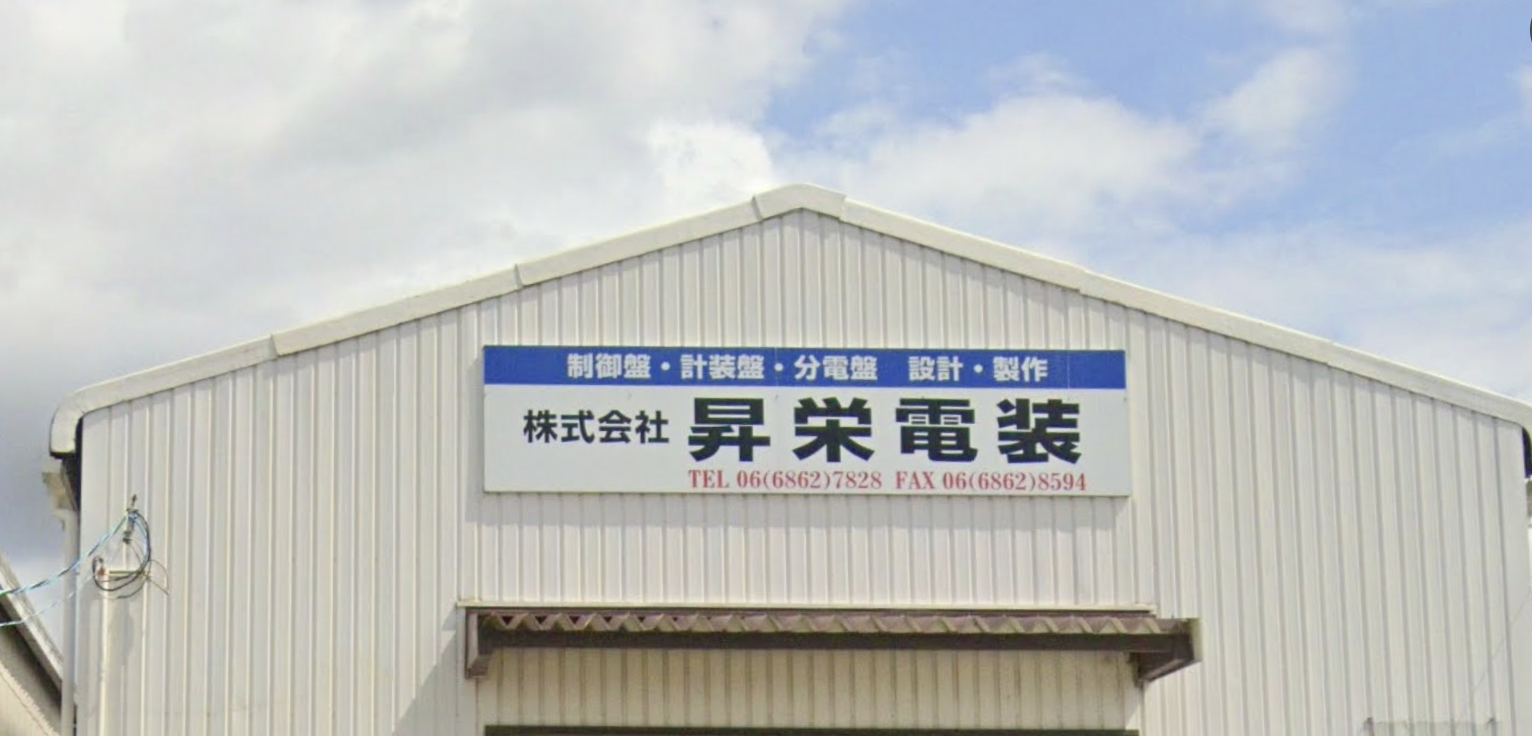 制御盤・計装盤・分電盤　設計・製作
株式会社 昇栄電装
TEL 06(6862)7828 FAX 06(6862)8594